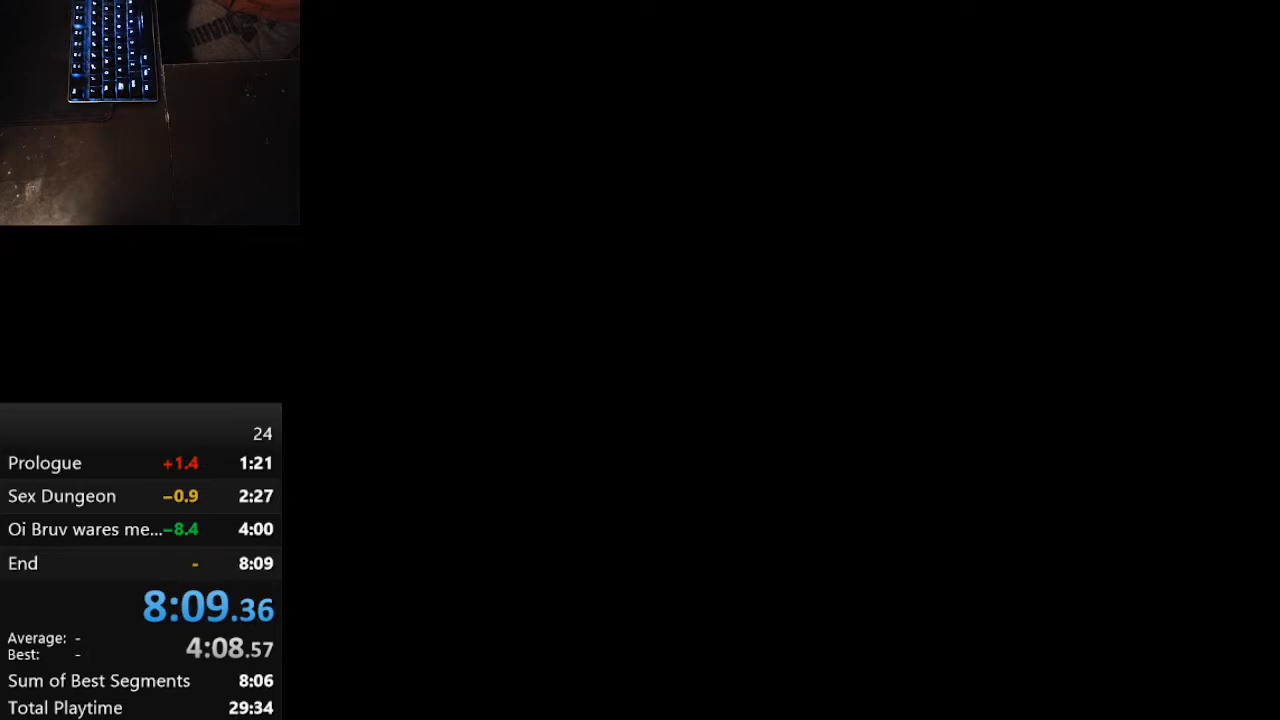 24
Prologue +1.4 1:21
Sex Dungeon −0.9 2:27
Oi Bruv wares me... −8.4 4:00
End - 8:09
8:09.36
Average: -
Best: -
4:08.57
Sum of Best Segments 8:06
Total Playtime 29:34